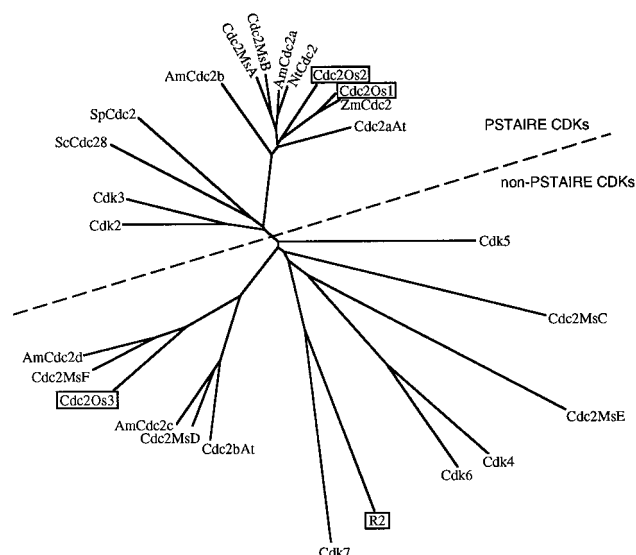 Cdc2MsA
Cdc2MsB
AmCdc2a
NtCdc2
AmCdc2b
Cdc2Os2
Cdc2Os1
ZmCdc2
SpCdc2
Cdc2aAt
PSTAIRE CDKs
ScCdc28
non-PSTAIRE CDKs
Cdk3
Cdk2
Cdk5
Cdc2MsC
AmCdc2d
Cdc2MsF
Cdc2Os3
AmCdc2c
Cdc2MsD
Cdc2bAt
Cdc2MsE
Cdk4
Cdk6
R2
Cdk7